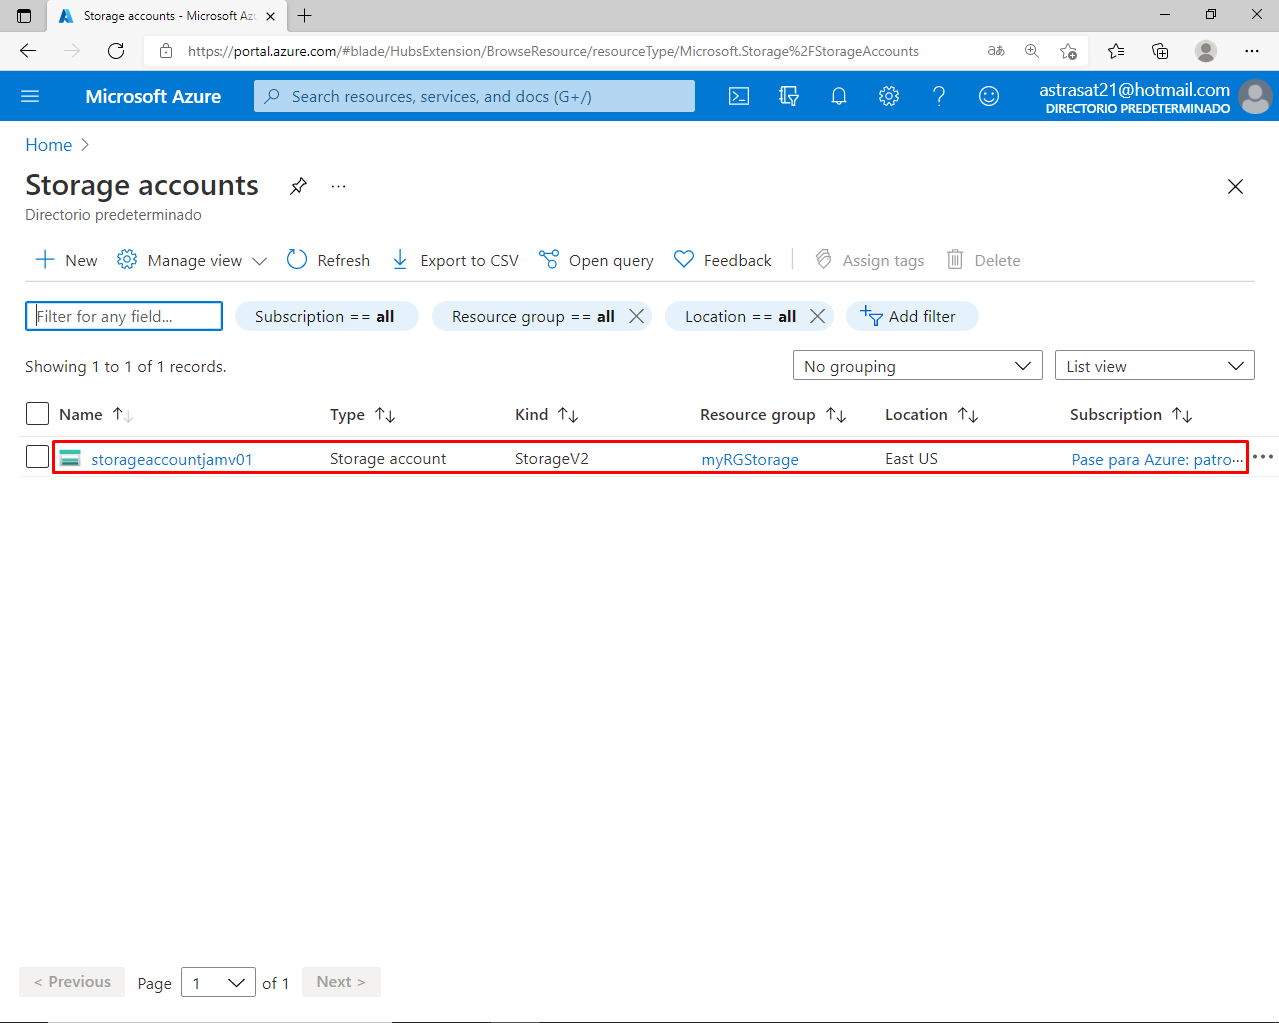 Storage accounts - Microsoft Az
https://portal.azure.com/#blade/HubsExtension/BrowseResource/resourceType/Microsoft.Storage%2FStorageAccounts
aあ
Microsoft Azure
Search resources, services, and docs (G+/)
astrasat21@hotmail.com
DIRECTORIO PREDETERMINADO
Home
Storage accounts
Directorio predeterminado
New Manage view Refresh Export to CSV Open query Feedback Assign tags Delete
Filter for any field... Subscription == all Resource group == all Location == all Add filter
Showing 1 to 1 of 1 records. No grouping List view
Name Type Kind Resource group Location Subscription
storageaccountjamv01 Storage account StorageV2 myRGStorage East US Pase para Azure: patro···
< Previous Page 1 of 1 Next >